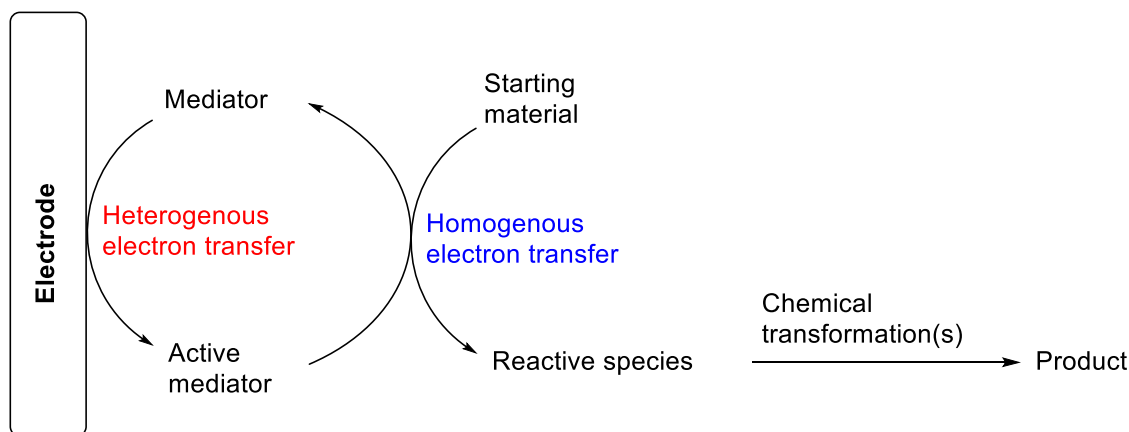 Electrode
Mediator
Starting
material
Heterogenous
electron transfer
Homogenous
electron transfer
Active
mediator
Reactive species
Chemical
transformation(s)
Product